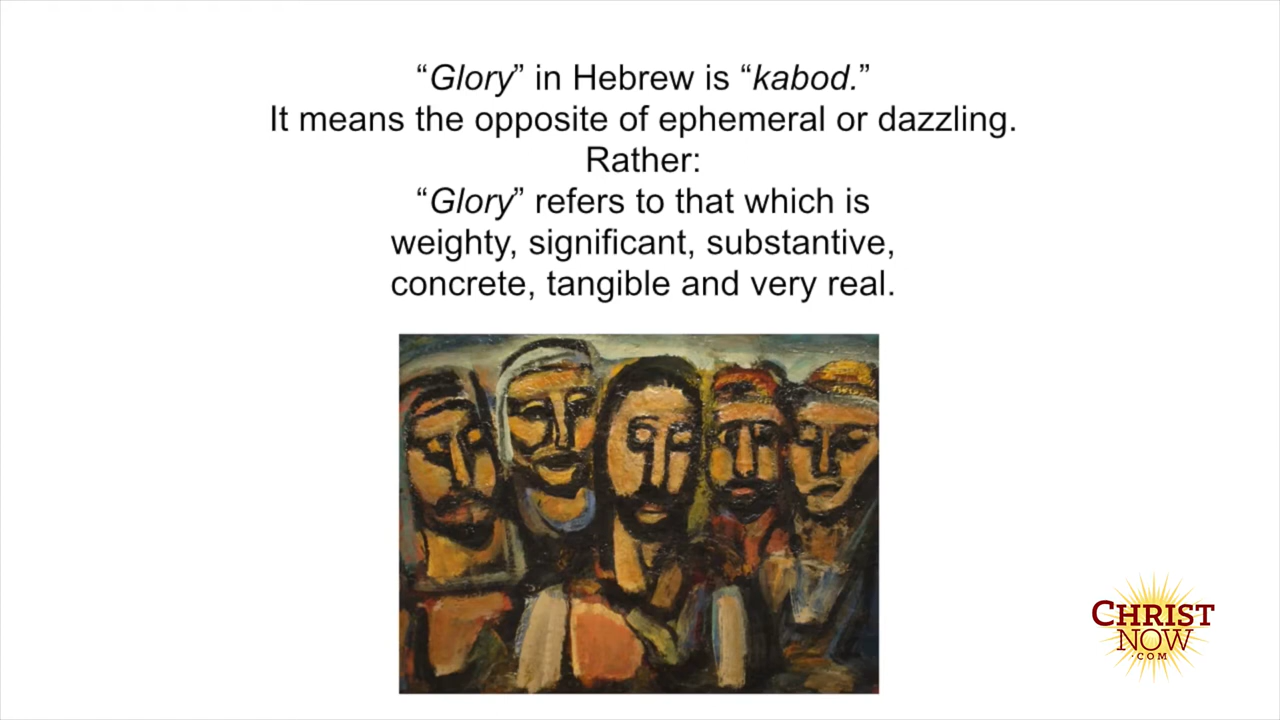 “Glory” in Hebrew is “kabod.”
It means the opposite of ephemeral or dazzling.
Rather:
“Glory” refers to that which is
weighty, significant, substantive,
concrete, tangible and very real.
CHRIST
NOW
.COM